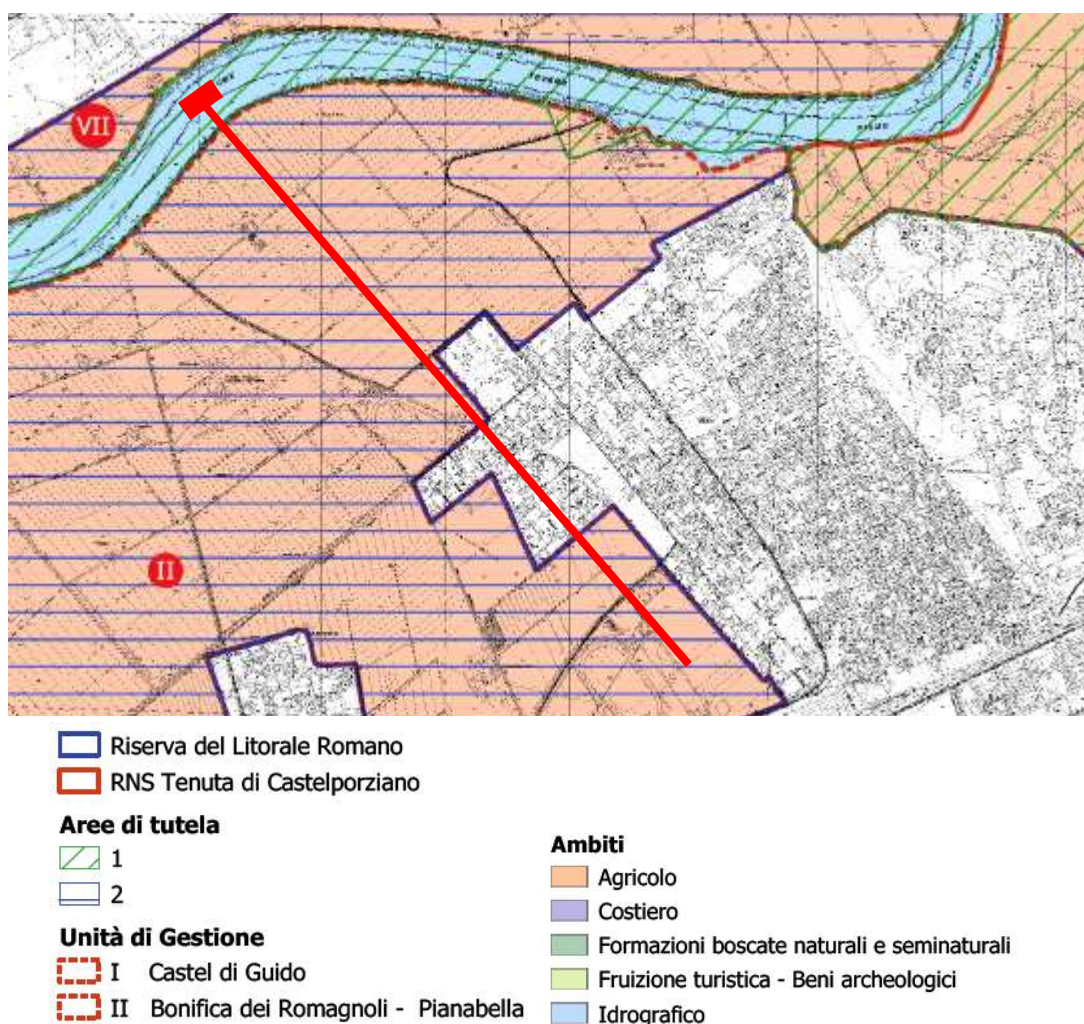 VII
II
Riserva del Litorale Romano
RNS Tenuta di Castelporziano
Aree di tutela
1
2
Unità di Gestione
I Castel di Guido
II Bonifica dei Romagnoli - Pianabella
Ambiti
Agricolo
Costiero
Formazioni boscate naturali e seminaturali
Fruizione turistica - Beni archeologici
Idrografico